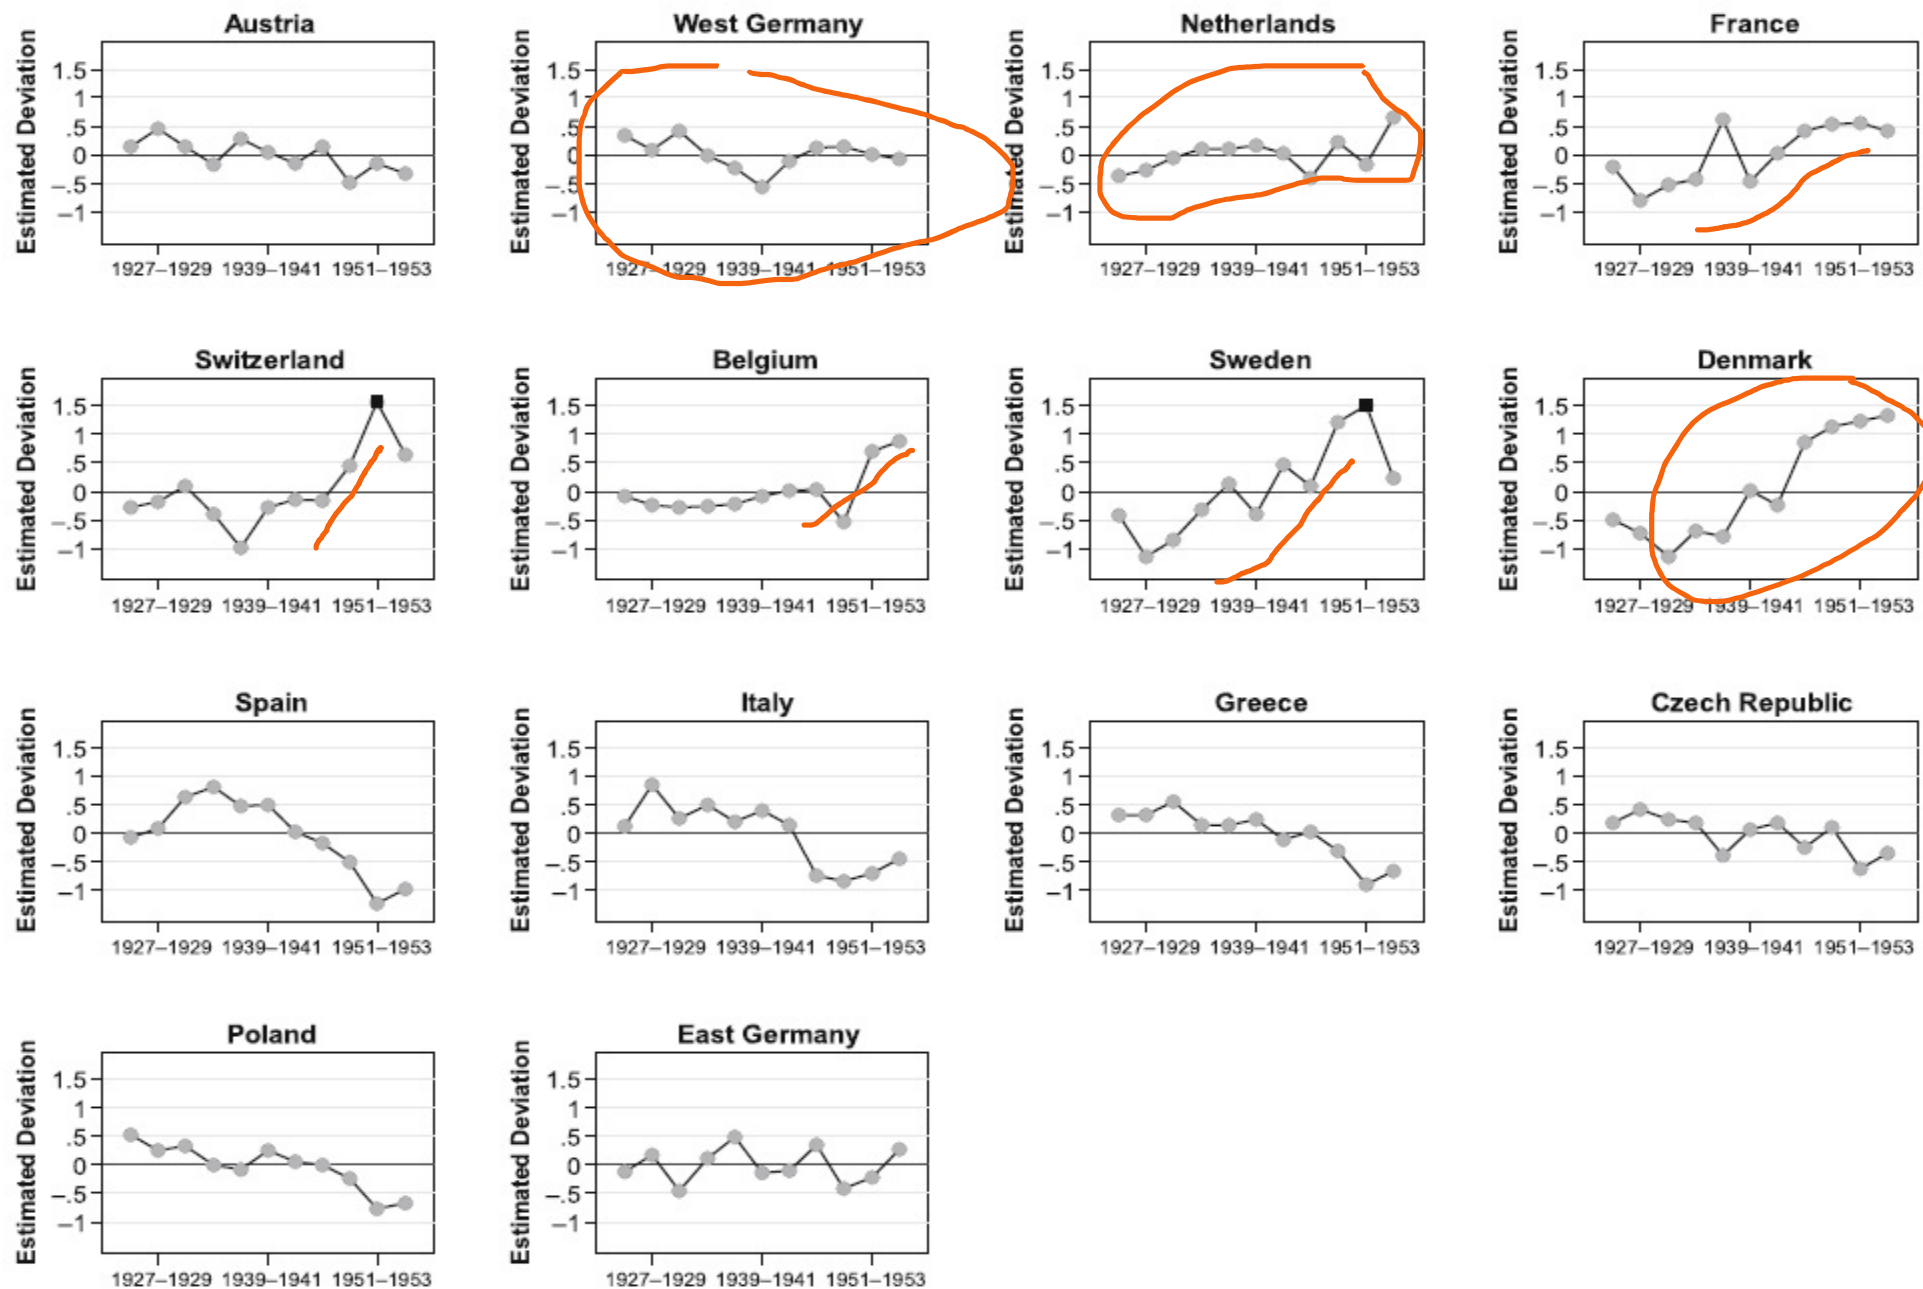 Austria West Germany Netherlands France
Estimated Deviation Estimated Deviation Estimated Deviation Estimated Deviation
1.5 1.5 1.5 1.5
1 1 1 1
.5 .5 .5 .5
0 0 0 0
–.5 –.5 –.5 –.5
–1 –1 –1 –1
1927–1929 1939–1941 1951–1953 1927–1929 1939–1941 1951–1953 1927–1929 1939–1941 1951–1953 1927–1929 1939–1941 1951–1953
Switzerland Belgium Sweden Denmark
Estimated Deviation Estimated Deviation Estimated Deviation Estimated Deviation
1.5 1.5 1.5 1.5
1 1 1 1
.5 .5 .5 .5
0 0 0 0
–.5 –.5 –.5 –.5
–1 –1 –1 –1
1927–1929 1939–1941 1951–1953 1927–1929 1939–1941 1951–1953 1927–1929 1939–1941 1951–1953 1927–1929 1939–1941 1951–1953
Spain Italy Greece Czech Republic
Estimated Deviation Estimated Deviation Estimated Deviation Estimated Deviation
1.5 1.5 1.5 1.5
1 1 1 1
.5 .5 .5 .5
0 0 0 0
–.5 –.5 –.5 –.5
–1 –1 –1 –1
1927–1929 1939–1941 1951–1953 1927–1929 1939–1941 1951–1953 1927–1929 1939–1941 1951–1953 1927–1929 1939–1941 1951–1953
Poland East Germany
Estimated Deviation Estimated Deviation
1.5 1.5
1 1
.5 .5
0 0
–.5 –.5
–1 –1
1927–1929 1939–1941 1951–1953 1927–1929 1939–1941 1951–1953